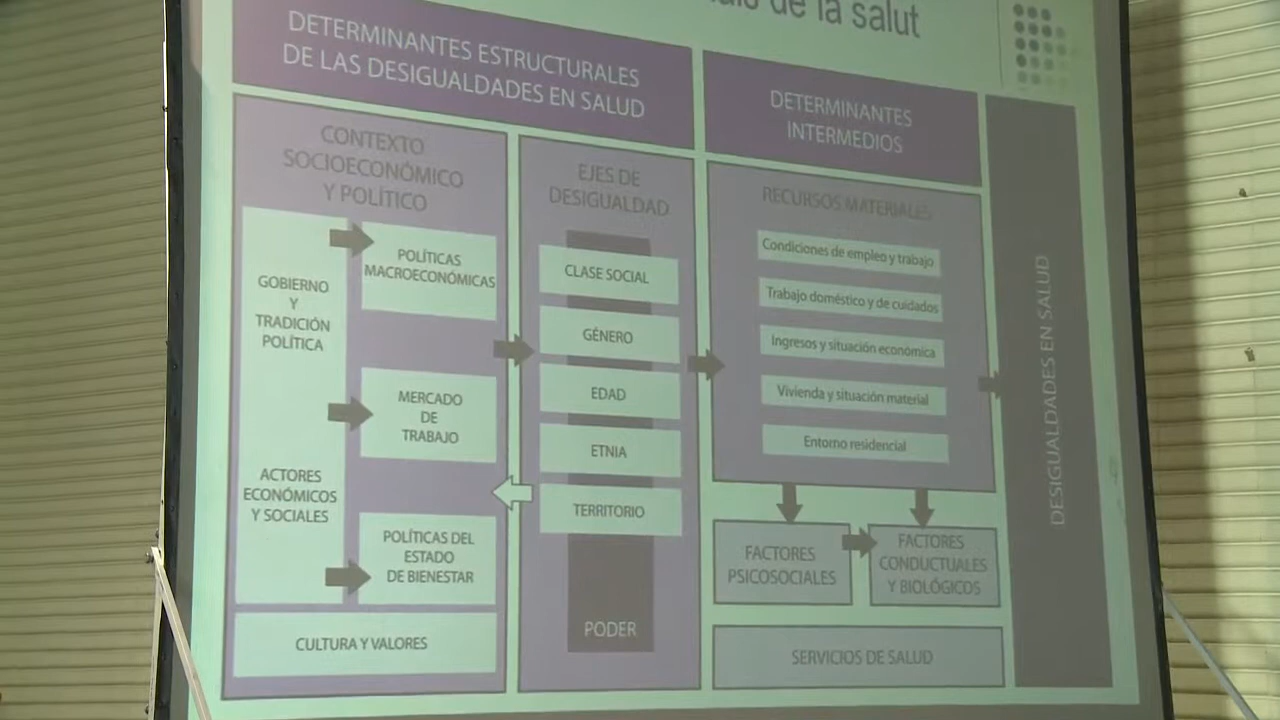 de la salut
DETERMINANTES ESTRUCTURALES
DE LAS DESIGUALDADES EN SALUD
DETERMINANTES
INTERMEDIOS
CONTEXTO
SOCIOECONÓMICO
Y POLÍTICO
GOBIERNO
Y
TRADICIÓN
POLÍTICA
ACTORES
ECONÓMICOS
Y SOCIALES
POLÍTICAS
MACROECONÓMICAS
MERCADO
DE
TRABAJO
POLÍTICAS DEL
ESTADO
DE BIENESTAR
CULTURA Y VALORES
EJES DE
DESIGUALDAD
CLASE SOCIAL
GÉNERO
EDAD
ETNIA
TERRITORIO
PODER
RECURSOS MATERIALES
Condiciones de empleo y trabajo
Trabajo doméstico y de cuidados
Ingresos y situación económica
Vivienda y situación material
Entorno residencial
FACTORES
PSICOSOCIALES
FACTORES
CONDUCTUALES
Y BIOLÓGICOS
SERVICIOS DE SALUD
DESIGUALDADES EN SALUD